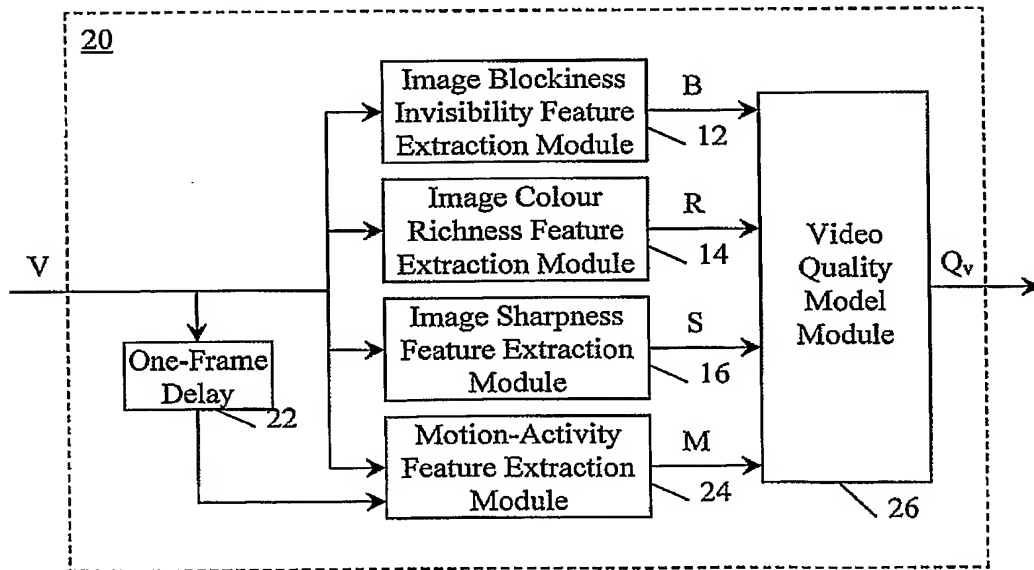 20
Image Blockiness
Invisibility Feature
Extraction Module
B
12
Image Colour
Richness Feature
Extraction Module
R
14
V
Video
Quality
Model
Module
Qv
Image Sharpness
Feature Extraction
Module
S
16
One-Frame
Delay
22
Motion-Activity
Feature Extraction
Module
M
24
26